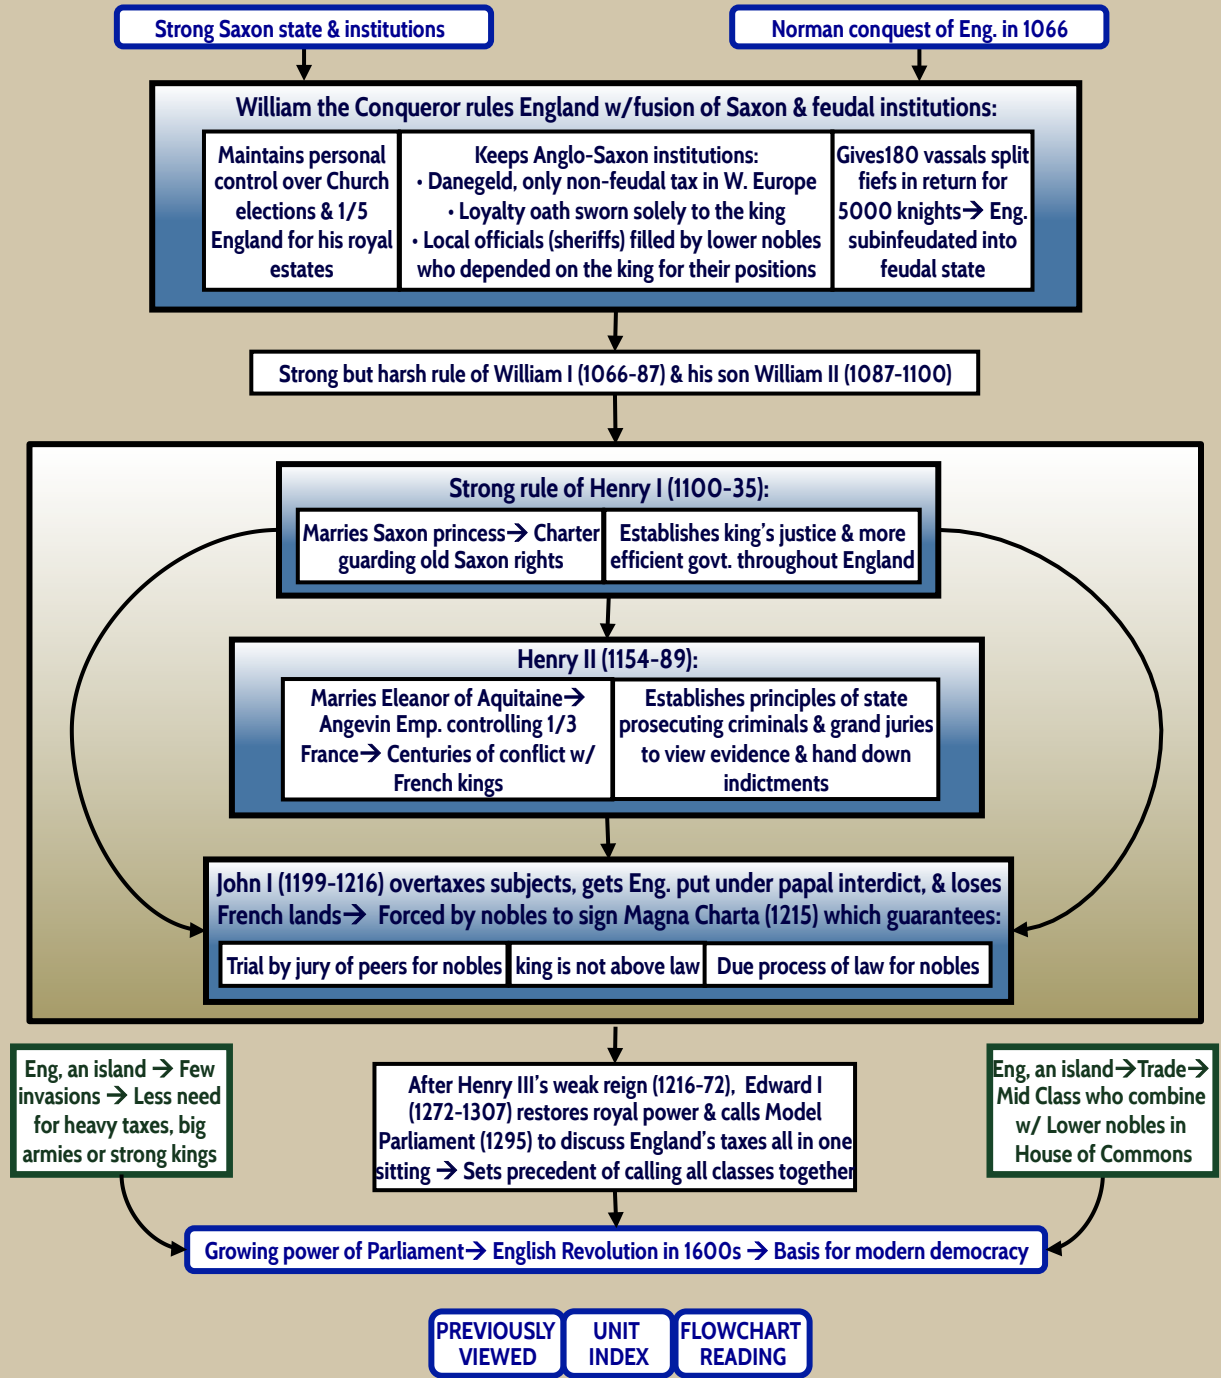 Strong Saxon state & institutions
Norman conquest of Eng. in 1066
William the Conqueror rules England w/fusion of Saxon & feudal institutions:
Maintains personal
control over Church
elections & 1/5
England for his royal
estates
Keeps Anglo-Saxon institutions:
• Danegeld, only non-feudal tax in W. Europe
• Loyalty oath sworn solely to the king
• Local officials (sheriffs) filled by lower nobles
who depended on the king for their positions
Gives180 vassals split
fiefs in return for
5000 knights→ Eng.
subinfeudated into
feudal state
Strong but harsh rule of William I (1066-87) & his son William II (1087-1100)
Strong rule of Henry I (1100-35):
Marries Saxon princess→ Charter
guarding old Saxon rights
Establishes king's justice & more
efficient govt. throughout England
Henry II (1154-89):
Marries Eleanor of Aquitaine→
Angevin Emp. controlling 1/3
France→ Centuries of conflict w/
French kings
Establishes principles of state
prosecuting criminals & grand juries
to view evidence & hand down
indictments
John I (1199-1216) overtaxes subjects, gets Eng. put under papal interdict, & loses
French lands→ Forced by nobles to sign Magna Charta (1215) which guarantees:
Trial by jury of peers for nobles
king is not above law
Due process of law for nobles
Eng, an island → Few
invasions → Less need
for heavy taxes, big
armies or strong kings
After Henry III's weak reign (1216-72), Edward I
(1272-1307) restores royal power & calls Model
Parliament (1295) to discuss England's taxes all in one
sitting → Sets precedent of calling all classes together
Eng, an island→Trade→
Mid Class who combine
w/ Lower nobles in
House of Commons
Growing power of Parliament→ English Revolution in 1600s → Basis for modern democracy
PREVIOUSLY
VIEWED
UNIT
INDEX
FLOWCHART
READING